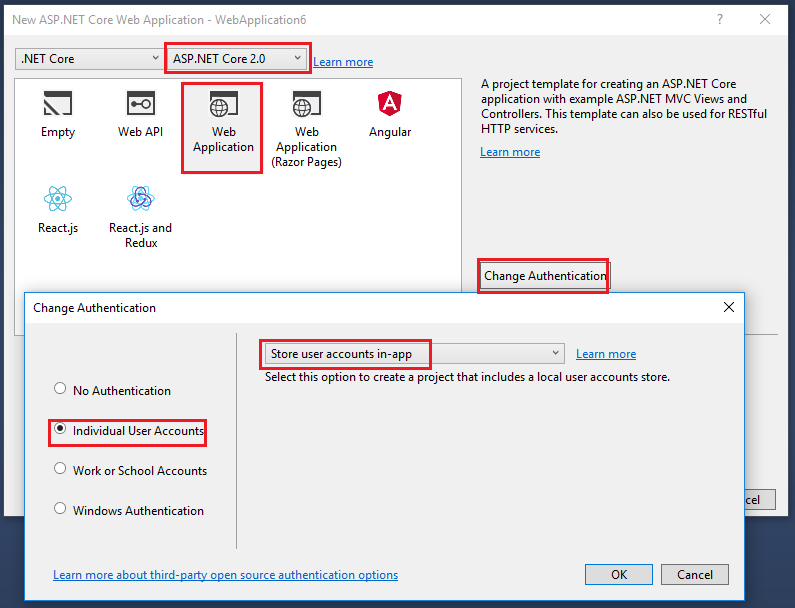 New ASP.NET Core Web Application - WebApplication6
?
.NET Core
ASP.NET Core 2.0
Learn more
Empty
Web API
Web
Application
Web
Application
(Razor Pages)
Angular
React.js
React.js and
Redux
A project template for creating an ASP.NET Core
application with example ASP.NET MVC Views and
Controllers. This template can also be used for RESTful
HTTP services.
Learn more
Change Authentication
Change Authentication
No Authentication
Individual User Accounts
Work or School Accounts
Windows Authentication
Store user accounts in-app
Learn more
Select this option to create a project that includes a local user accounts store.
cel
Learn more about third-party open source authentication options
OK
Cancel